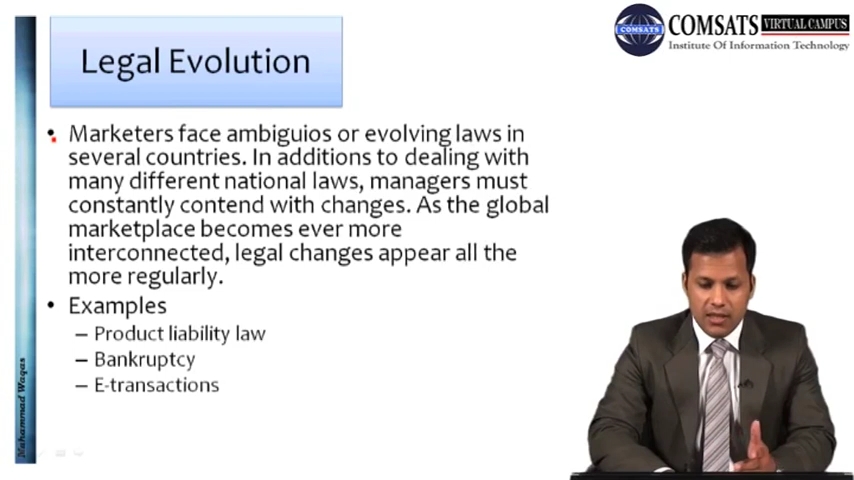 Legal Evolution
COMSATS
COMSATS VIRTUAL CAMPUS
Institute Of Information Technology
• Marketers face ambiguios or evolving laws in
several countries. In additions to dealing with
many different national laws, managers must
constantly contend with changes. As the global
marketplace becomes ever more
interconnected, legal changes appear all the
more regularly.
• Examples
– Product liability law
– Bankruptcy
– E-transactions
Muhammad Waqas